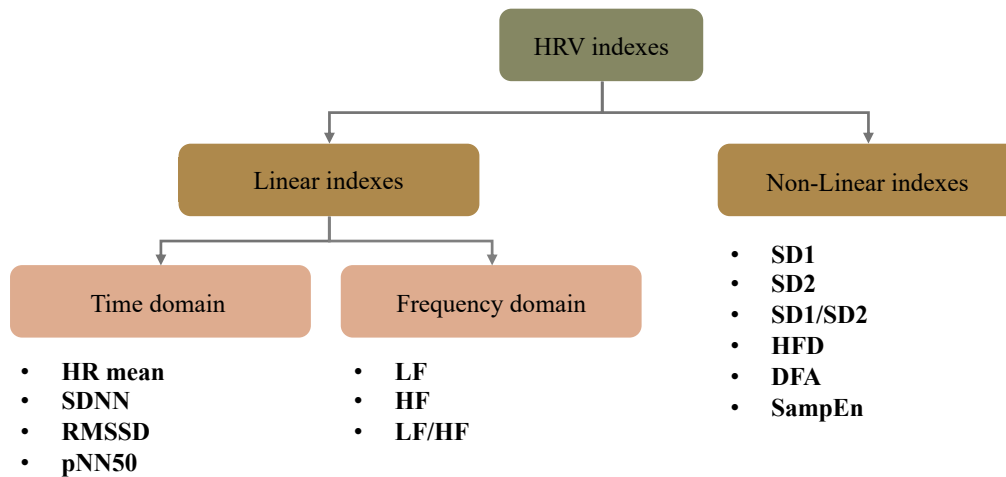 HRV indexes
Linear indexes
Non-Linear indexes
Time domain
Frequency domain
• HR mean
• SDNN
• RMSSD
• pNN50
• LF
• HF
• LF/HF
• SD1
• SD2
• SD1/SD2
• HFD
• DFA
• SampEn